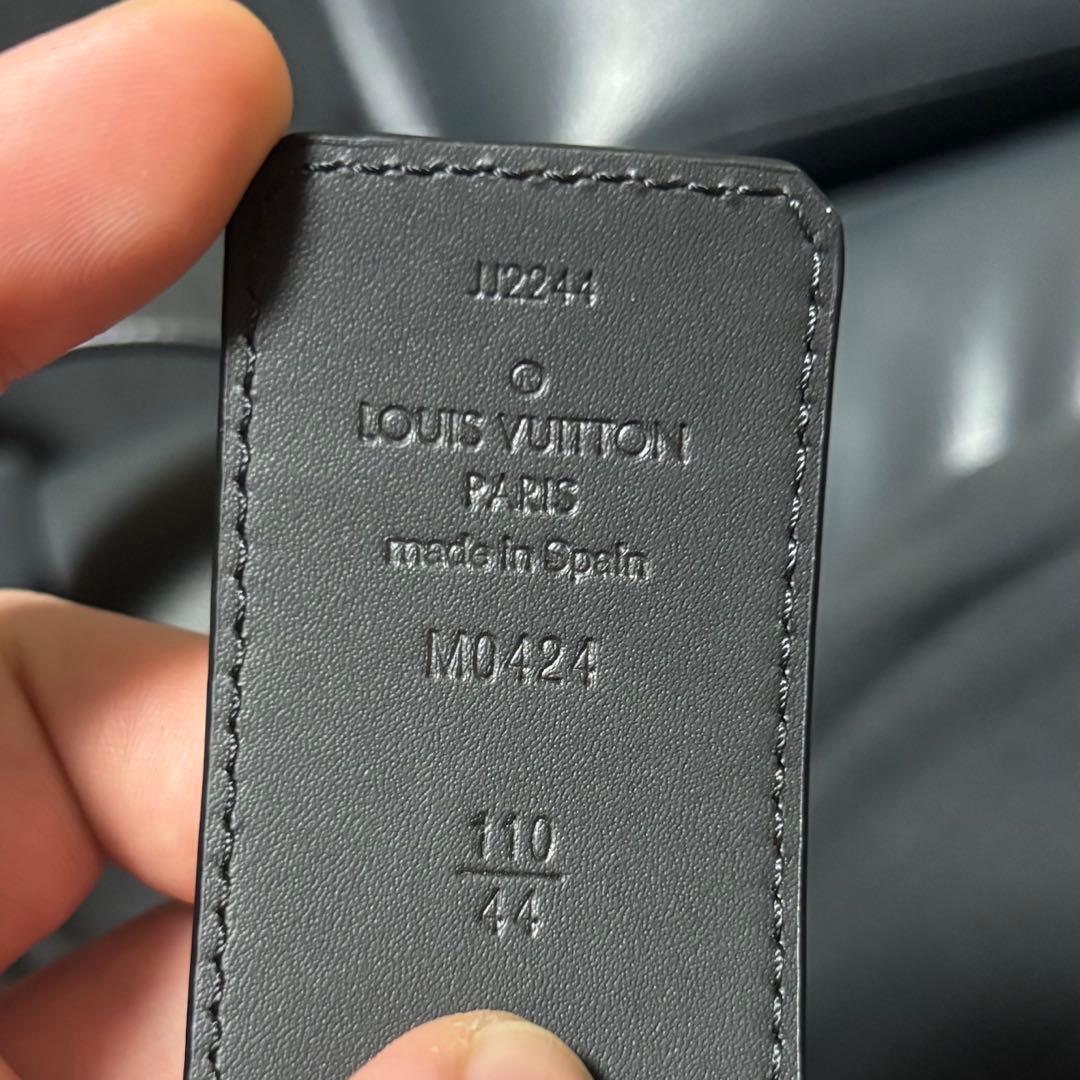 JJ2244
®
LOUIS VUITTON
PARIS
made in Spain
M0424
110
44